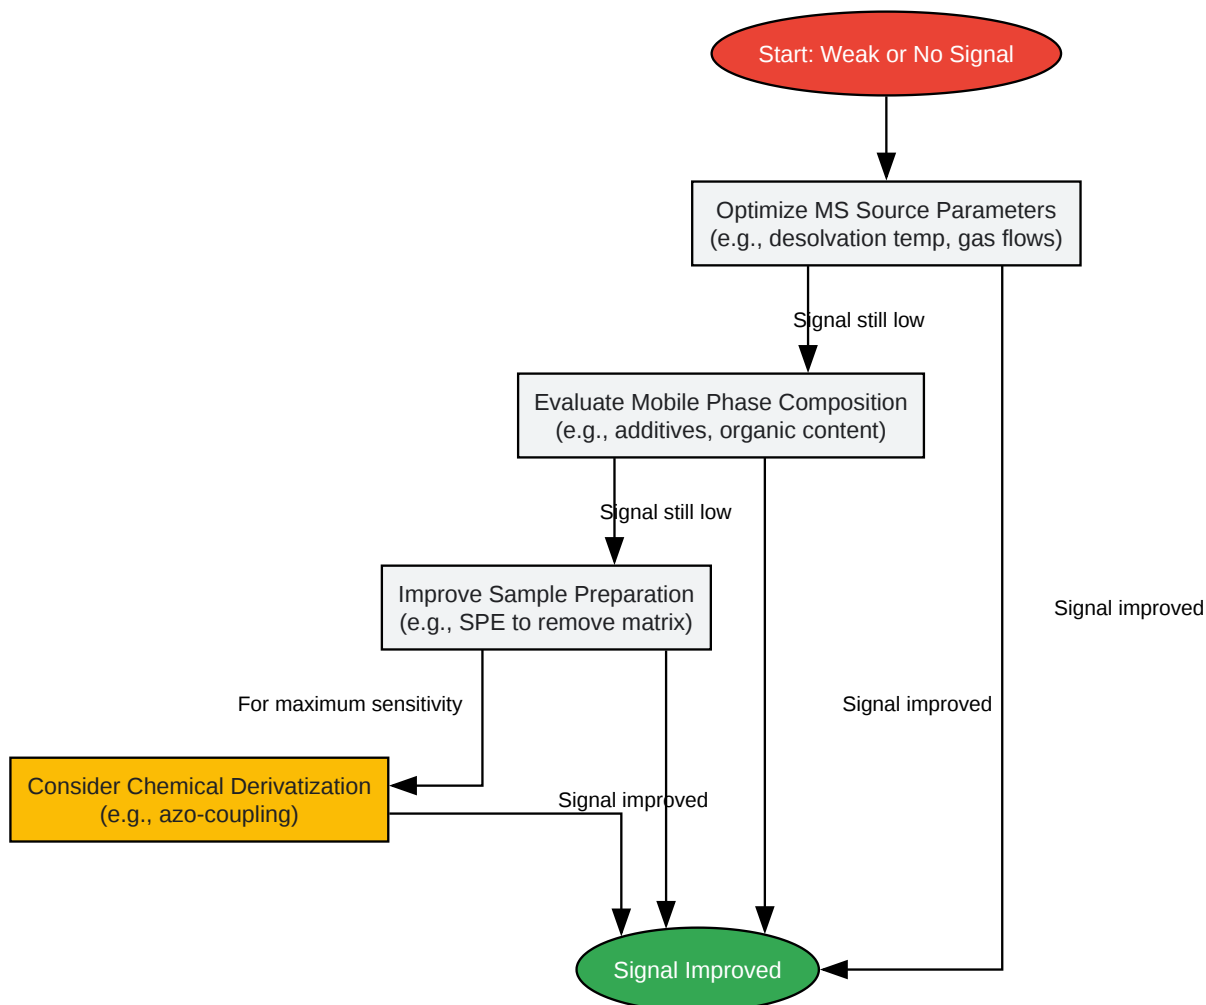 Start: Weak or No Signal
Optimize MS Source Parameters
(e.g., desolvation temp, gas flows)
Signal still low
Evaluate Mobile Phase Composition
(e.g., additives, organic content)
Signal still low
Improve Sample Preparation
(e.g., SPE to remove matrix)
Signal improved
For maximum sensitivity
Signal improved
Consider Chemical Derivatization
(e.g., azo-coupling)
Signal improved
Signal Improved